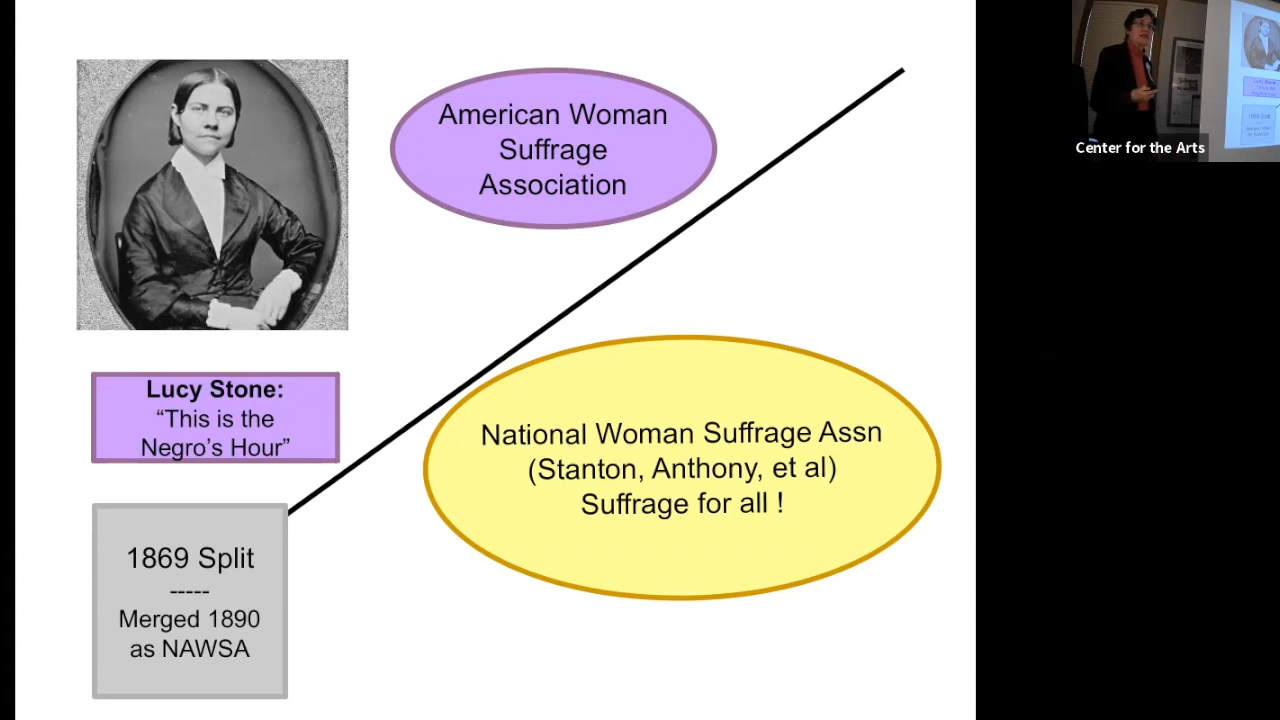 American Woman
Suffrage
Association
Lucy Stone:
“This is the
Negro’s Hour”
National Woman Suffrage Assn
(Stanton, Anthony, et al)
Suffrage for all !
1869 Split
-----
Merged 1890
as NAWSA
Center for the Arts